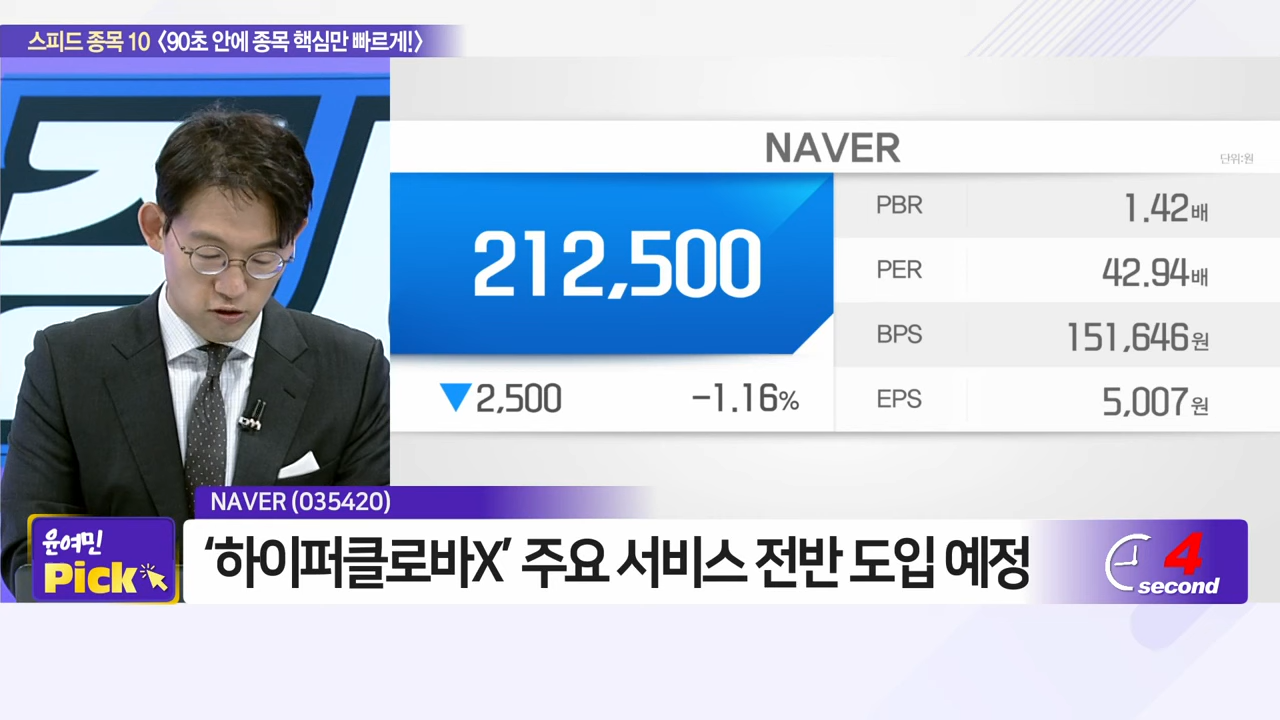 스피드 종목 10 〈90초 안에 종목 핵심만 빠르게!〉
NAVER
단위:원
212,500
▼2,500 -1.16%
PBR 1.42배
PER 42.94배
BPS 151,646원
EPS 5,007원
NAVER (035420)
윤여민
Pick
‘하이퍼클로바X’ 주요 서비스 전반 도입 예정
4
second